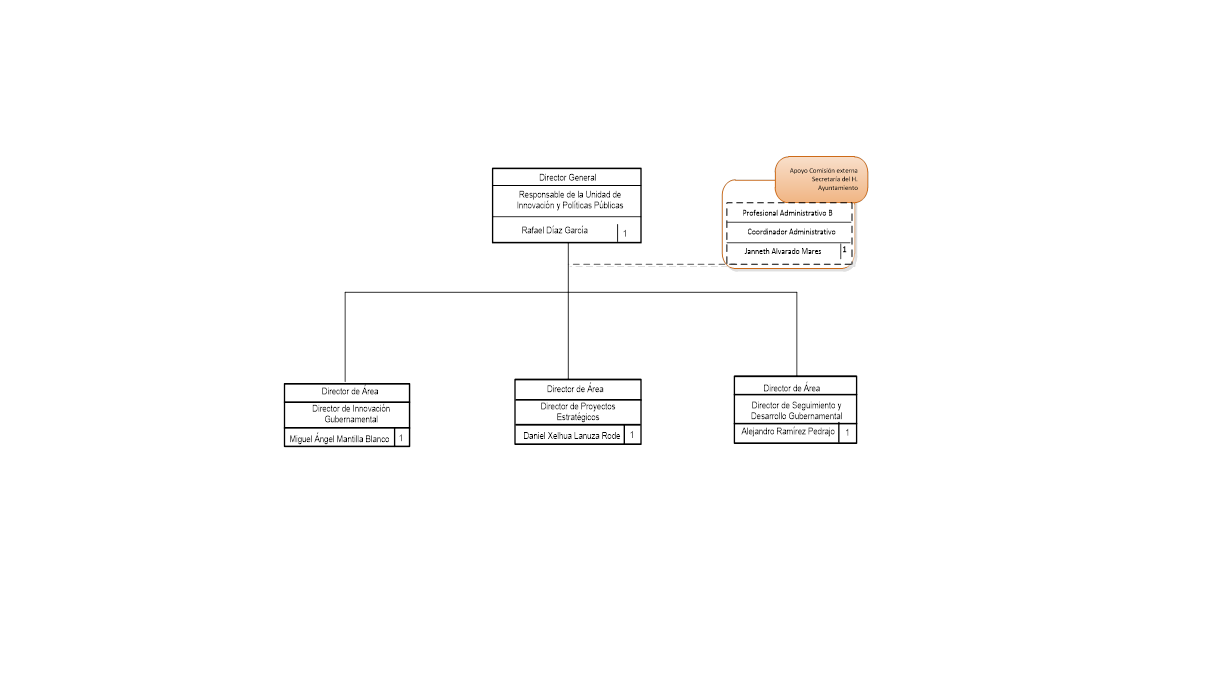 Director General
Responsable de la Unidad de
Innovación y Políticas Públicas
Rafael Díaz García
1
Apoyo Comisión externa
Secretaría del H.
Ayuntamiento
Profesional Administrativo B
Coordinador Administrativo
Janneth Alvarado Mares
1
Director de Área
Director de Innovación
Gubernamental
Miguel Ángel Mantilla Blanco
1
Director de Área
Director de Proyectos
Estratégicos
Daniel Xelhua Lanuza Rode
1
Director de Área
Director de Seguimiento y
Desarrollo Gubernamental
Alejandro Ramírez Pedrajo
1